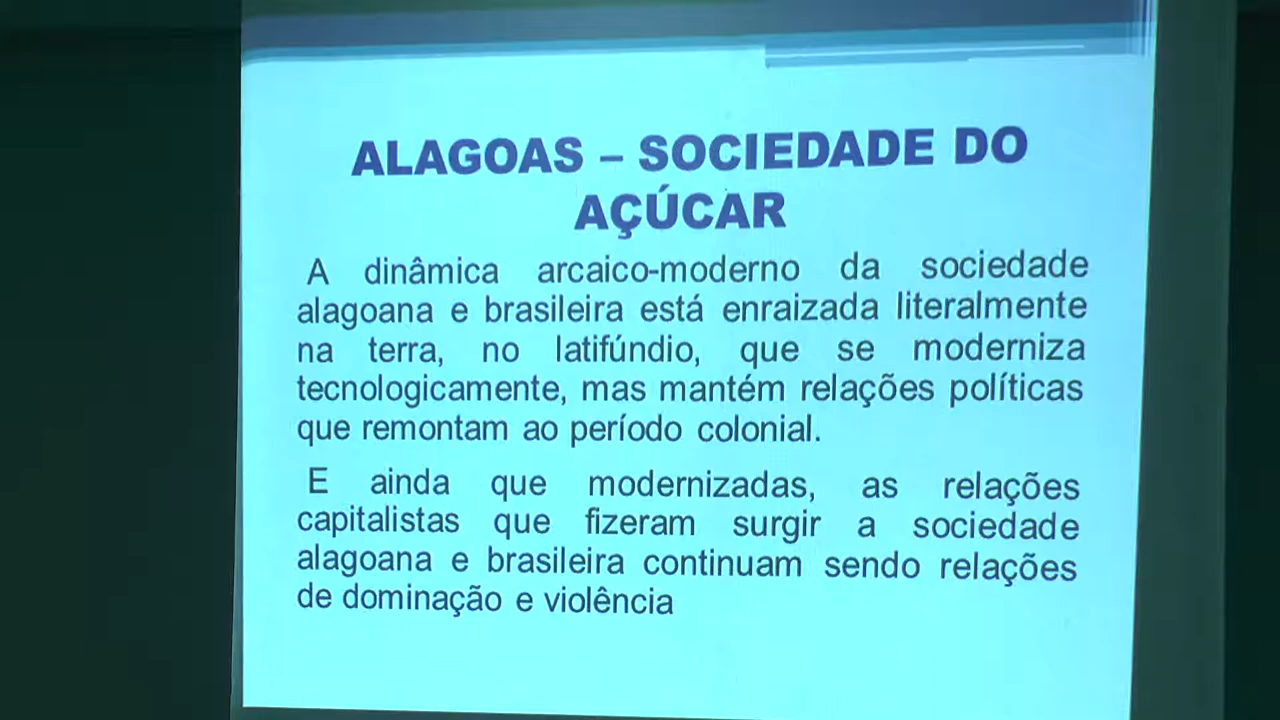 ALAGOAS – SOCIEDADE DO
AÇÚCAR
A dinâmica arcaico-moderno da sociedade
alagoana e brasileira está enraizada literalmente
na terra, no latifúndio, que se moderniza
tecnologicamente, mas mantém relações políticas
que remontam ao período colonial.
E ainda que modernizadas, as relações
capitalistas que fizeram surgir a sociedade
alagoana e brasileira continuam sendo relações
de dominação e violência